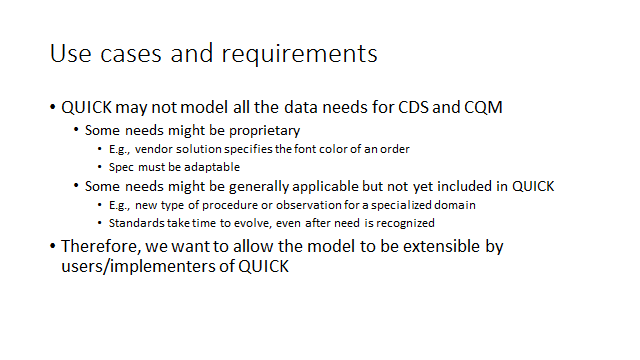 Use cases and requirements
• QUICK may not model all the data needs for CDS and CQM
• Some needs might be proprietary
• E.g., vendor solution specifies the font color of an order
• Spec must be adaptable
• Some needs might be generally applicable but not yet included in QUICK
• E.g., new type of procedure or observation for a specialized domain
• Standards take time to evolve, even after need is recognized
• Therefore, we want to allow the model to be extensible by
users/implementers of QUICK